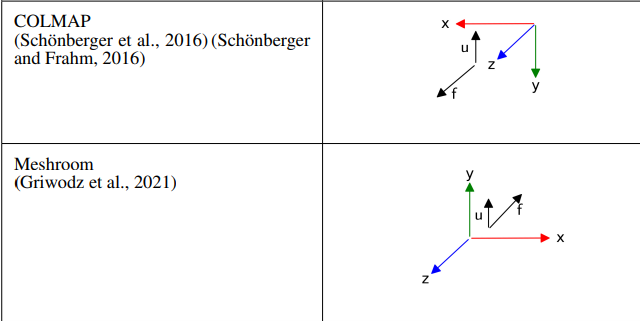 COLMAP
(Schönberger et al., 2016) (Schönberger
and Frahm, 2016)
x
u
z
f
y
Meshroom
(Griwodz et al., 2021)
y
u
f
x
z